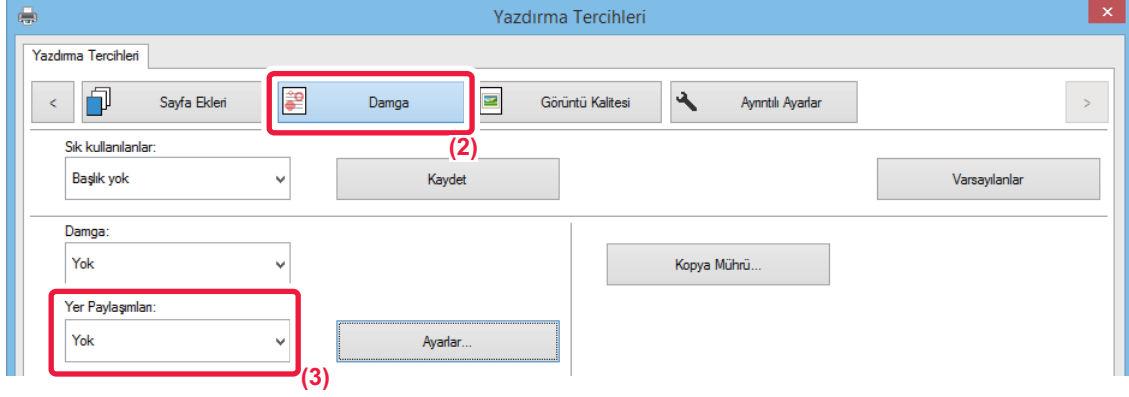 Yazdırma Tercihleri
Yazdırma Tercihleri
< Sayfa Ekleri Damga Görüntü Kalitesi Ayrıntılı Ayarlar >
(2)
Sık kullanılanlar:
Başlık yok Kaydet Varsayılanlar
Damga:
Yok Kopya Mührü...
Yer Paylaşımları:
Yok Ayarlar...
(3)